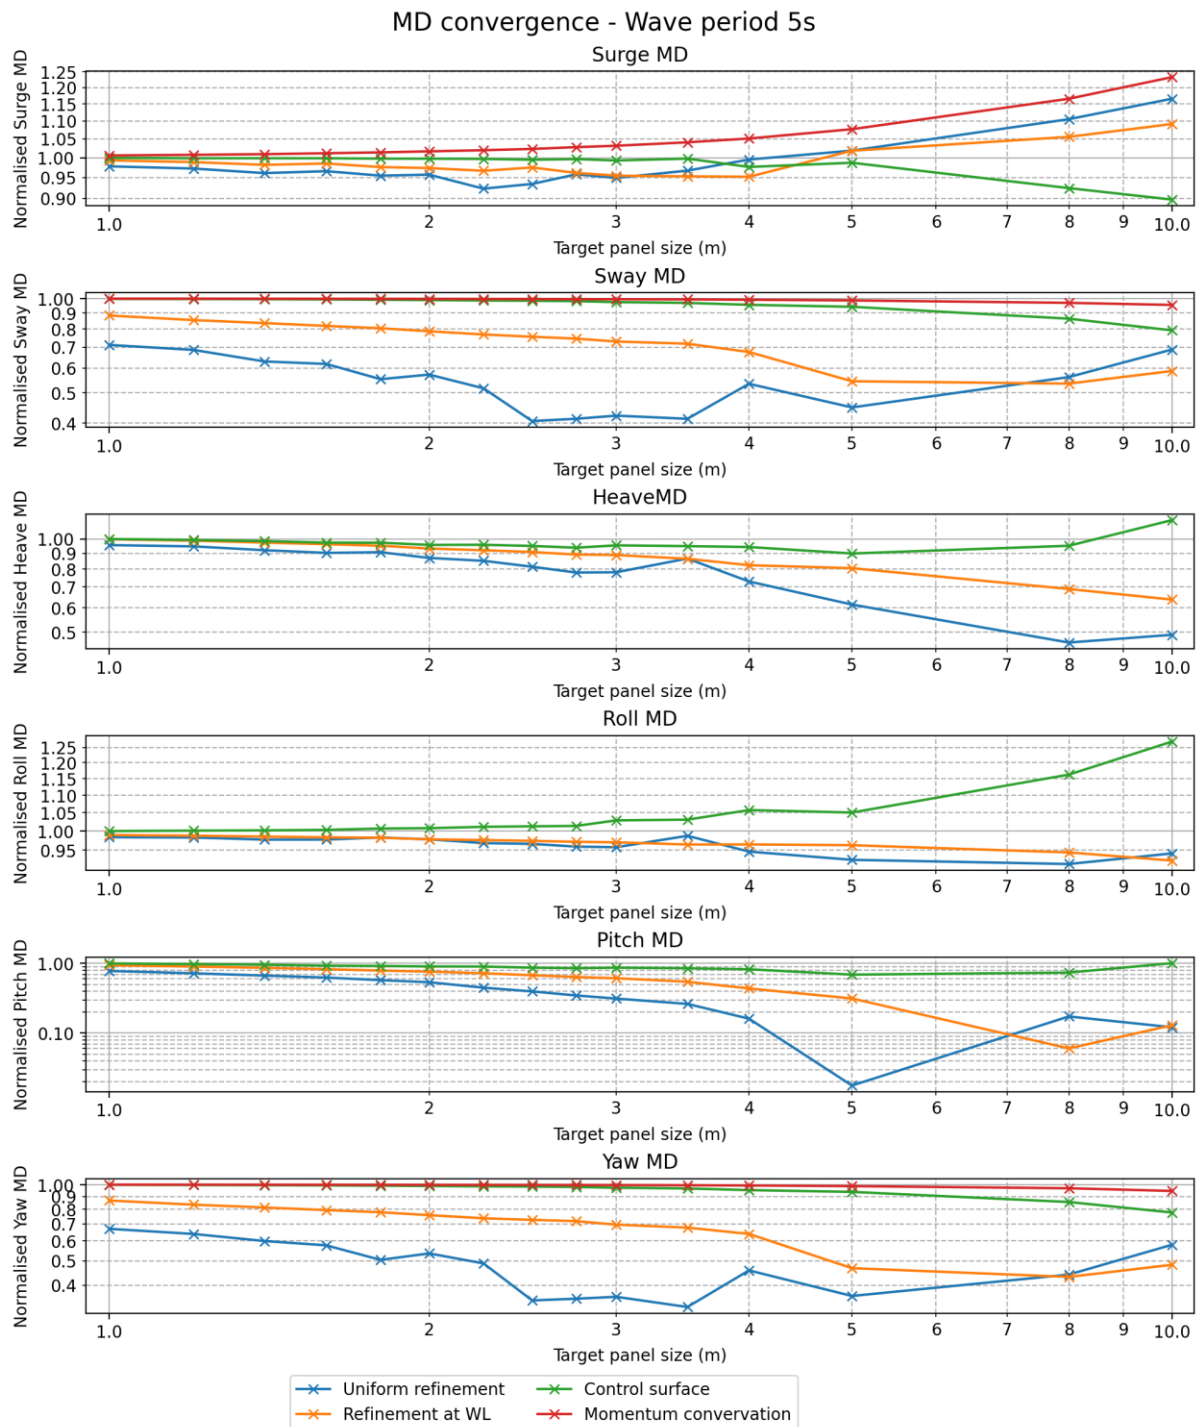 MD convergence - Wave period 5s
Surge MD
Normalised Surge MD
1.25
1.20
1.15
1.10
1.05
1.00
0.95
0.90
1.0 2 3 4 5 6 7 8 9 10.0
Target panel size (m)
Sway MD
Normalised Sway MD
1.00
0.9
0.8
0.7
0.6
0.5
0.4
1.0 2 3 4 5 6 7 8 9 10.0
Target panel size (m)
HeaveMD
Normalised Heave MD
1.00
0.9
0.8
0.7
0.6
0.5
1.0 2 3 4 5 6 7 8 9 10.0
Target panel size (m)
Roll MD
Normalised Roll MD
1.25
1.20
1.15
1.10
1.05
1.00
0.95
1.0 2 3 4 5 6 7 8 9 10.0
Target panel size (m)
Pitch MD
Normalised Pitch MD
1.00
0.10
1.0 2 3 4 5 6 7 8 9 10.0
Target panel size (m)
Yaw MD
Normalised Yaw MD
1.00
0.9
0.8
0.7
0.6
0.5
0.4
1.0 2 3 4 5 6 7 8 9 10.0
Target panel size (m)
Uniform refinement
Refinement at WL
Control surface
Momentum convervation